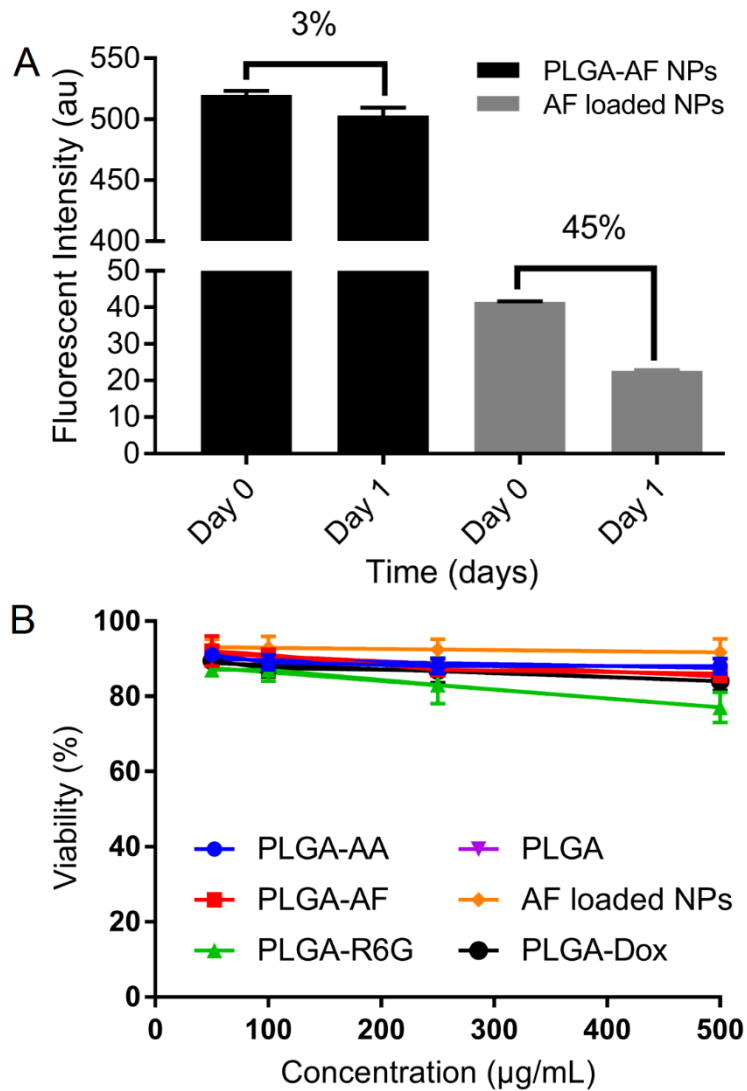 A
3%
PLGA-AF NPs
AF loaded NPs
45%
Fluorescent Intensity (au)
550
500
450
400
50
40
30
20
10
0
Day 0
Day 1
Day 0
Day 1
Time (days)
B
Viability (%)
100
80
60
40
20
0
PLGA-AA
PLGA
PLGA-AF
AF loaded NPs
PLGA-R6G
PLGA-Dox
0
100
200
300
400
500
Concentration (µg/mL)